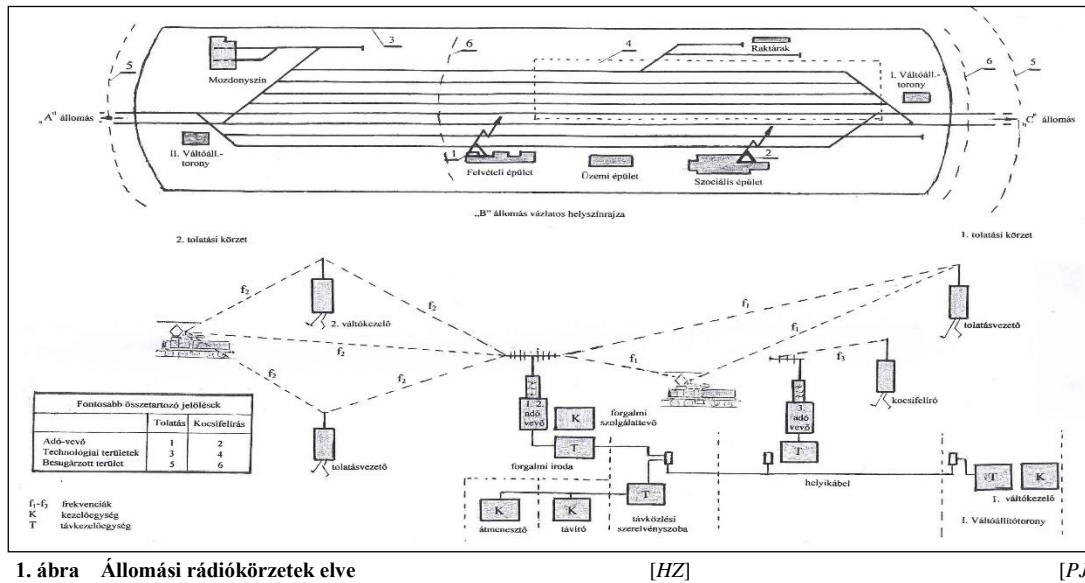 3
6
4
Raktárak
5
Mozdonyszín
I. Váltóáll.-
torony
6
5
„A" állomás
„C" állomás
II. Váltóáll.-
torony
1
2
Felvételi épület
Üzemi épület
Szociális épület
„B" állomás vázlatos helyszínrajza
2. tolatási körzet
1. tolatási körzet
f₂
f₂
2. váltókezelő
f₁
f₁
tolatásvezető
f₂
f₁
f₃
f₂
f₂
kocsifelíró
1. 2.
adó
vevő
K
forgalmi
szolgálattevő
3.
adó
vevő
Fontosabb összetartozó jelölések
Tolatás Kocsifelírás
Adó-vevő 1 2
Technológiai területek 3 4
Besugárzott terület 5 6
tolatásvezető
T
forgalmi iroda
T
helyikábel
T
K
I. váltókezelő
f₁-f₃ frekvenciák
K kezelőegység
T távkezelőegység
K
átmenesztő
K
távíró
T
távközlési
szerelvényszoba
I. Váltóállítótorony
1. ábra Állomási rádiókörzetek elve [HZ] [PJ